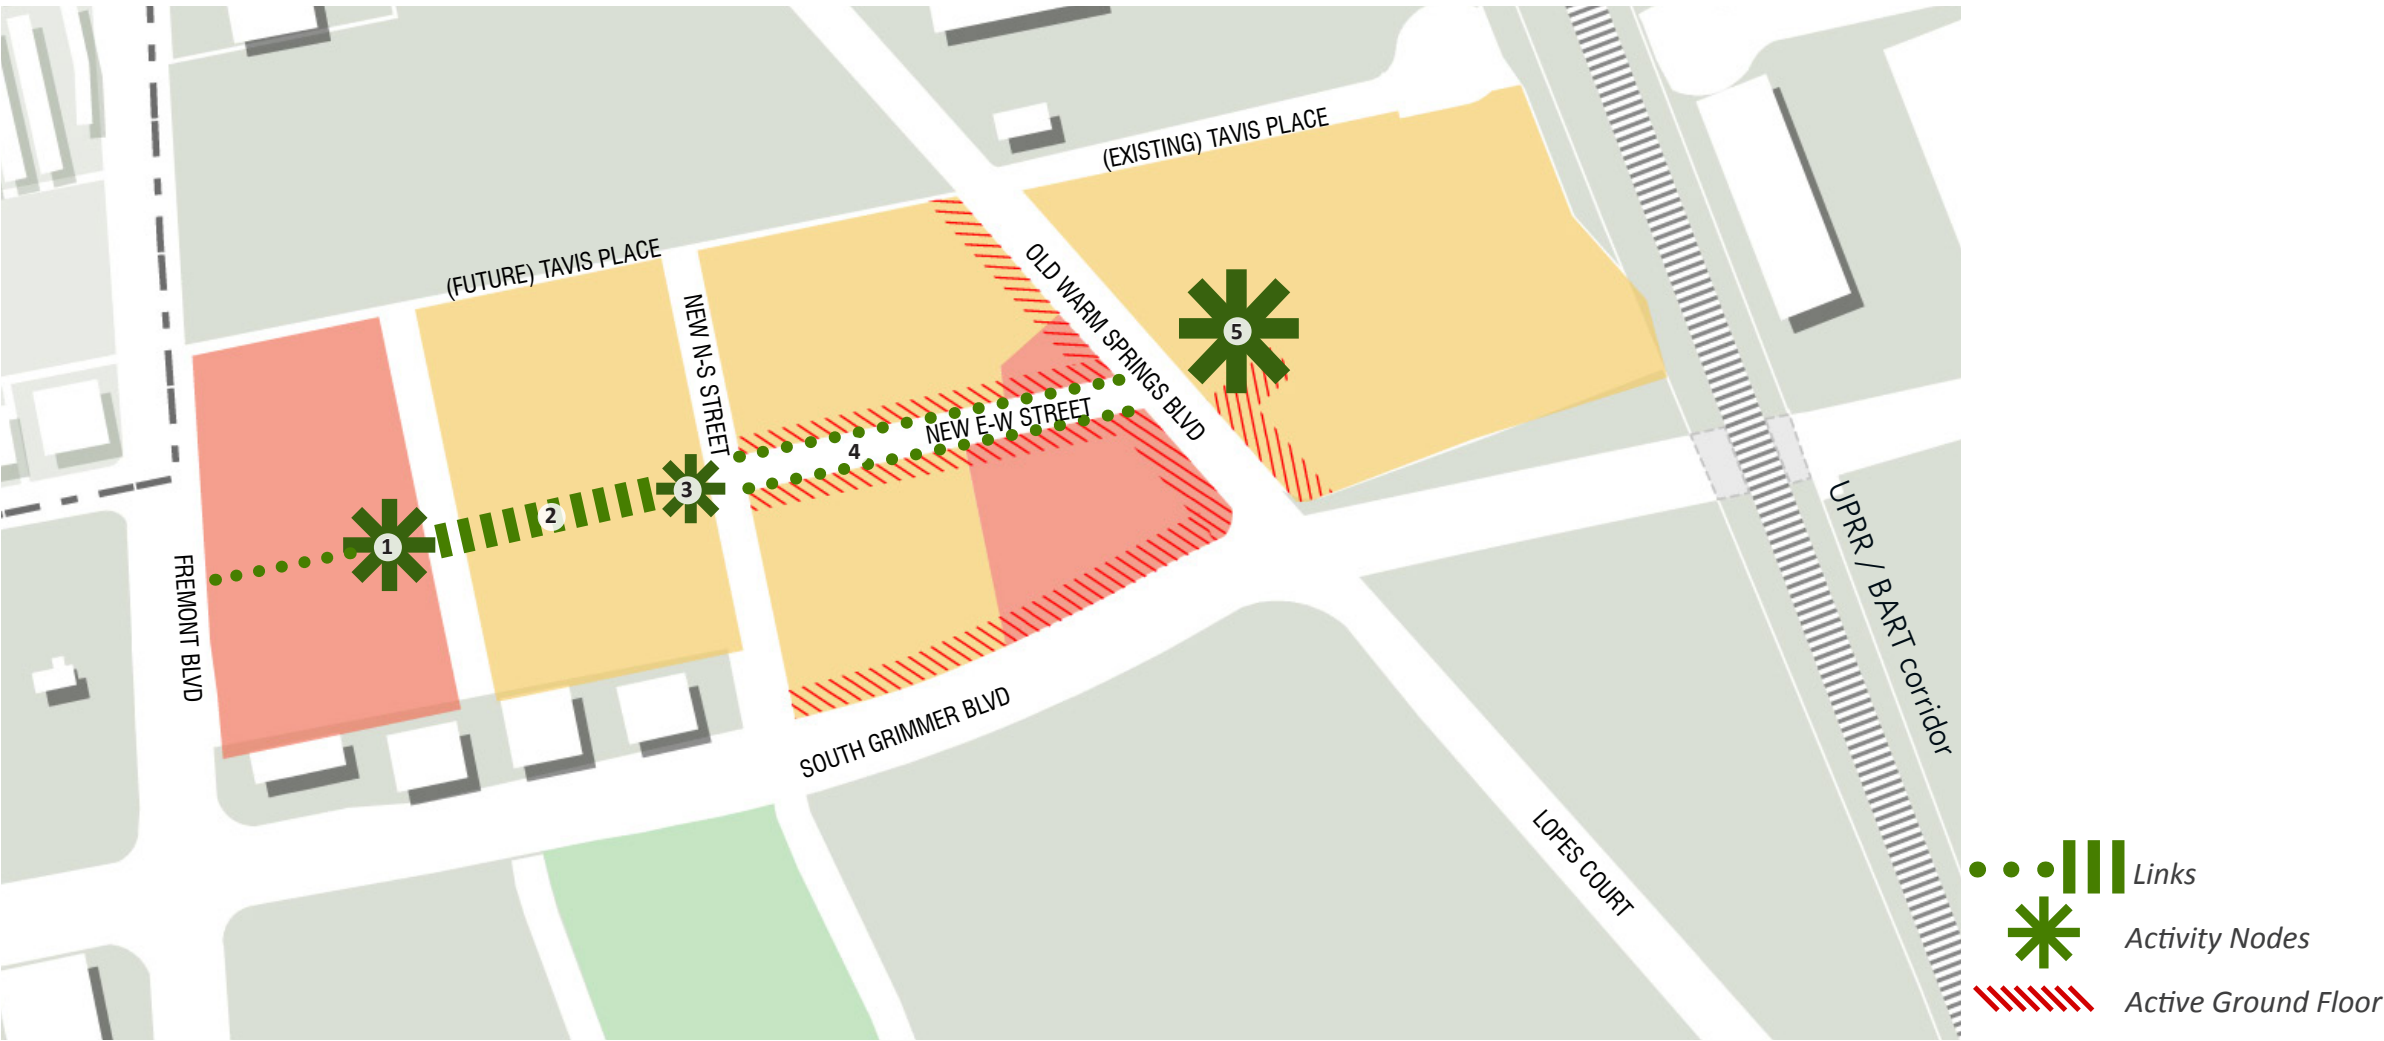 (EXISTING) TAVIS PLACE
(FUTURE) TAVIS PLACE
OLD WARM SPRINGS BLVD
NEW N-S STREET
5
NEW E-W STREET
4
3
2
1
FREMONT BLVD
UPRR / BART corridor
SOUTH GRIMMER BLVD
LOPES COURT
Links
Activity Nodes
Active Ground Floor